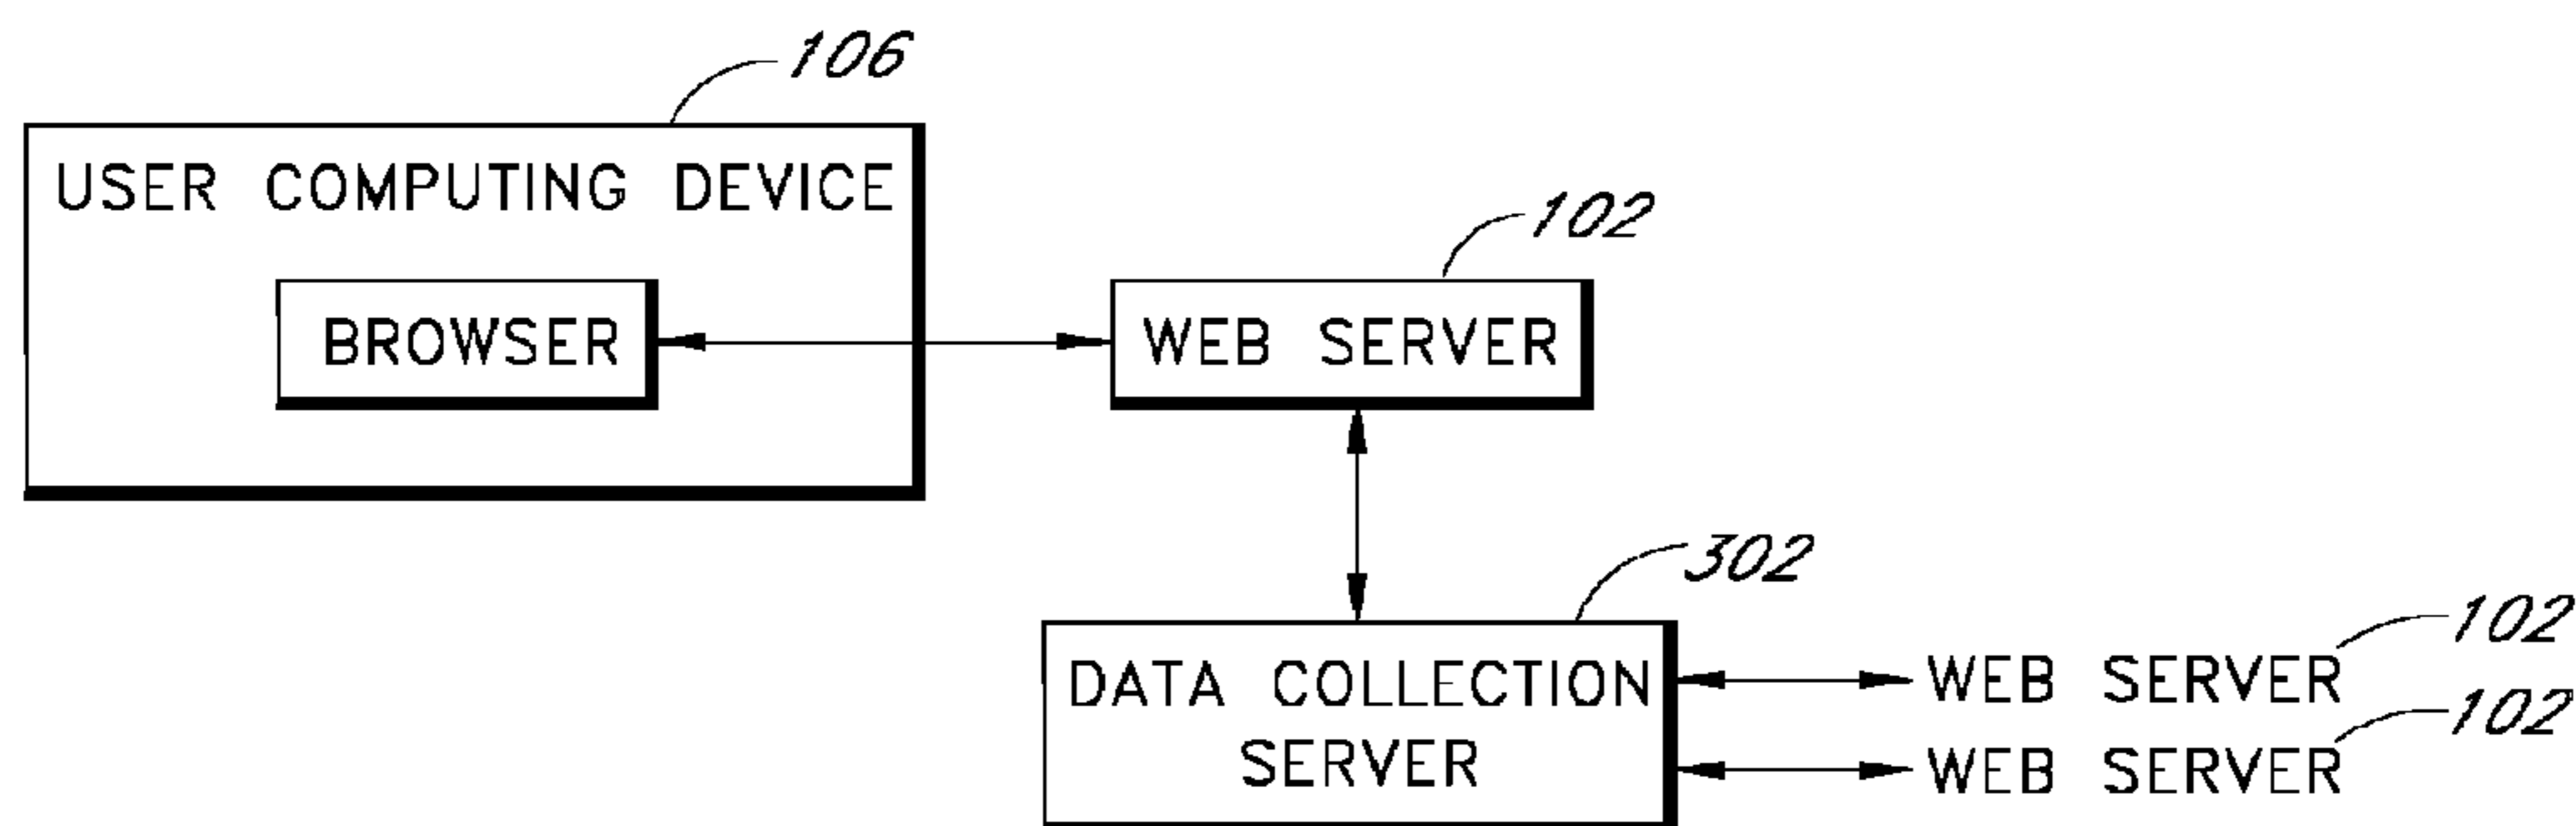 106
USER COMPUTING DEVICE
102
BROWSER
WEB SERVER
302
102
DATA COLLECTION
SERVER
WEB SERVER
102
WEB SERVER